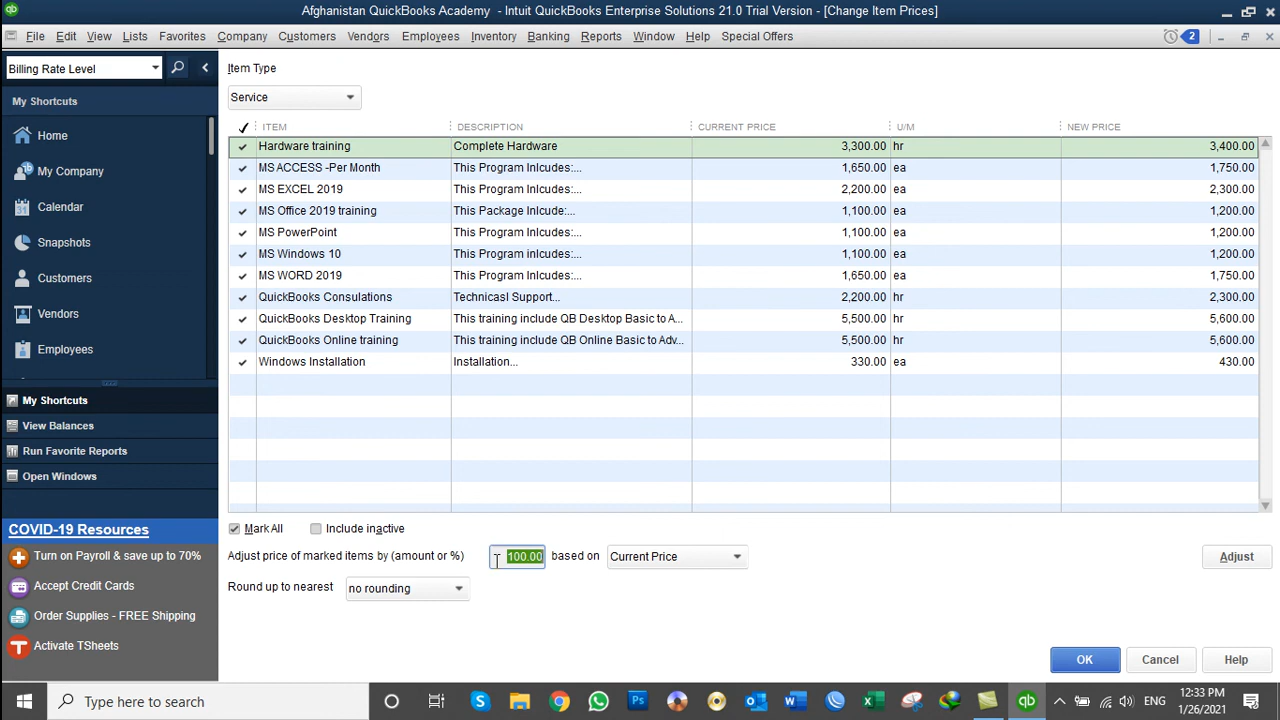 Afghanistan QuickBooks Academy - Intuit QuickBooks Enterprise Solutions 21.0 Trial Version - [Change Item Prices]
File Edit View Lists Favorites Company Customers Vendors Employees Inventory Banking Reports Window Help Special Offers 2
Billing Rate Level
My Shortcuts
Home
My Company
Calendar
Snapshots
Customers
Vendors
Employees
My Shortcuts
View Balances
Run Favorite Reports
Open Windows
COVID-19 Resources
Turn on Payroll & save up to 70%
Accept Credit Cards
Order Supplies - FREE Shipping
Activate TSheets
Item Type
Service
ITEM DESCRIPTION CURRENT PRICE U/M NEW PRICE
Hardware training Complete Hardware 3,300.00 hr 3,400.00
MS ACCESS -Per Month This Program Inlcudes:... 1,650.00 ea 1,750.00
MS EXCEL 2019 This Program Inlcudes:... 2,200.00 ea 2,300.00
MS Office 2019 training This Package Inlcude:... 1,100.00 ea 1,200.00
MS PowerPoint This Program Inlcudes:... 1,100.00 ea 1,200.00
MS Windows 10 This Program Inlcudes:... 1,100.00 ea 1,200.00
MS WORD 2019 This Program Inlcudes:... 1,650.00 ea 1,750.00
QuickBooks Consulations Technicasl Support... 2,200.00 hr 2,300.00
QuickBooks Desktop Training This training include QB Desktop Basic to A... 5,500.00 hr 5,600.00
QuickBooks Online training This training include QB Online Basic to Adv... 5,500.00 hr 5,600.00
Windows Installation Installation... 330.00 ea 430.00
Mark All Include inactive
Adjust price of marked items by (amount or %) 100.00 based on Current Price Adjust
Round up to nearest no rounding
OK Cancel Help
Type here to search
ENG
12:33 PM
1/26/2021